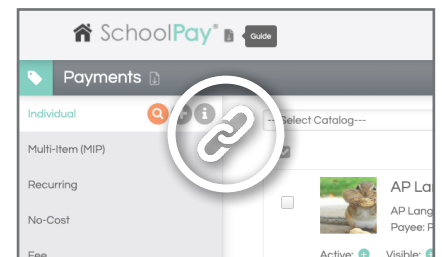 SchoolPay®
Guide
Payments
Individual
--Select Catalog---
Multi-Item (MIP)
Recurring
AP La
AP Lang
No-Cost
Payee: P
Fee
Active:
Visible: